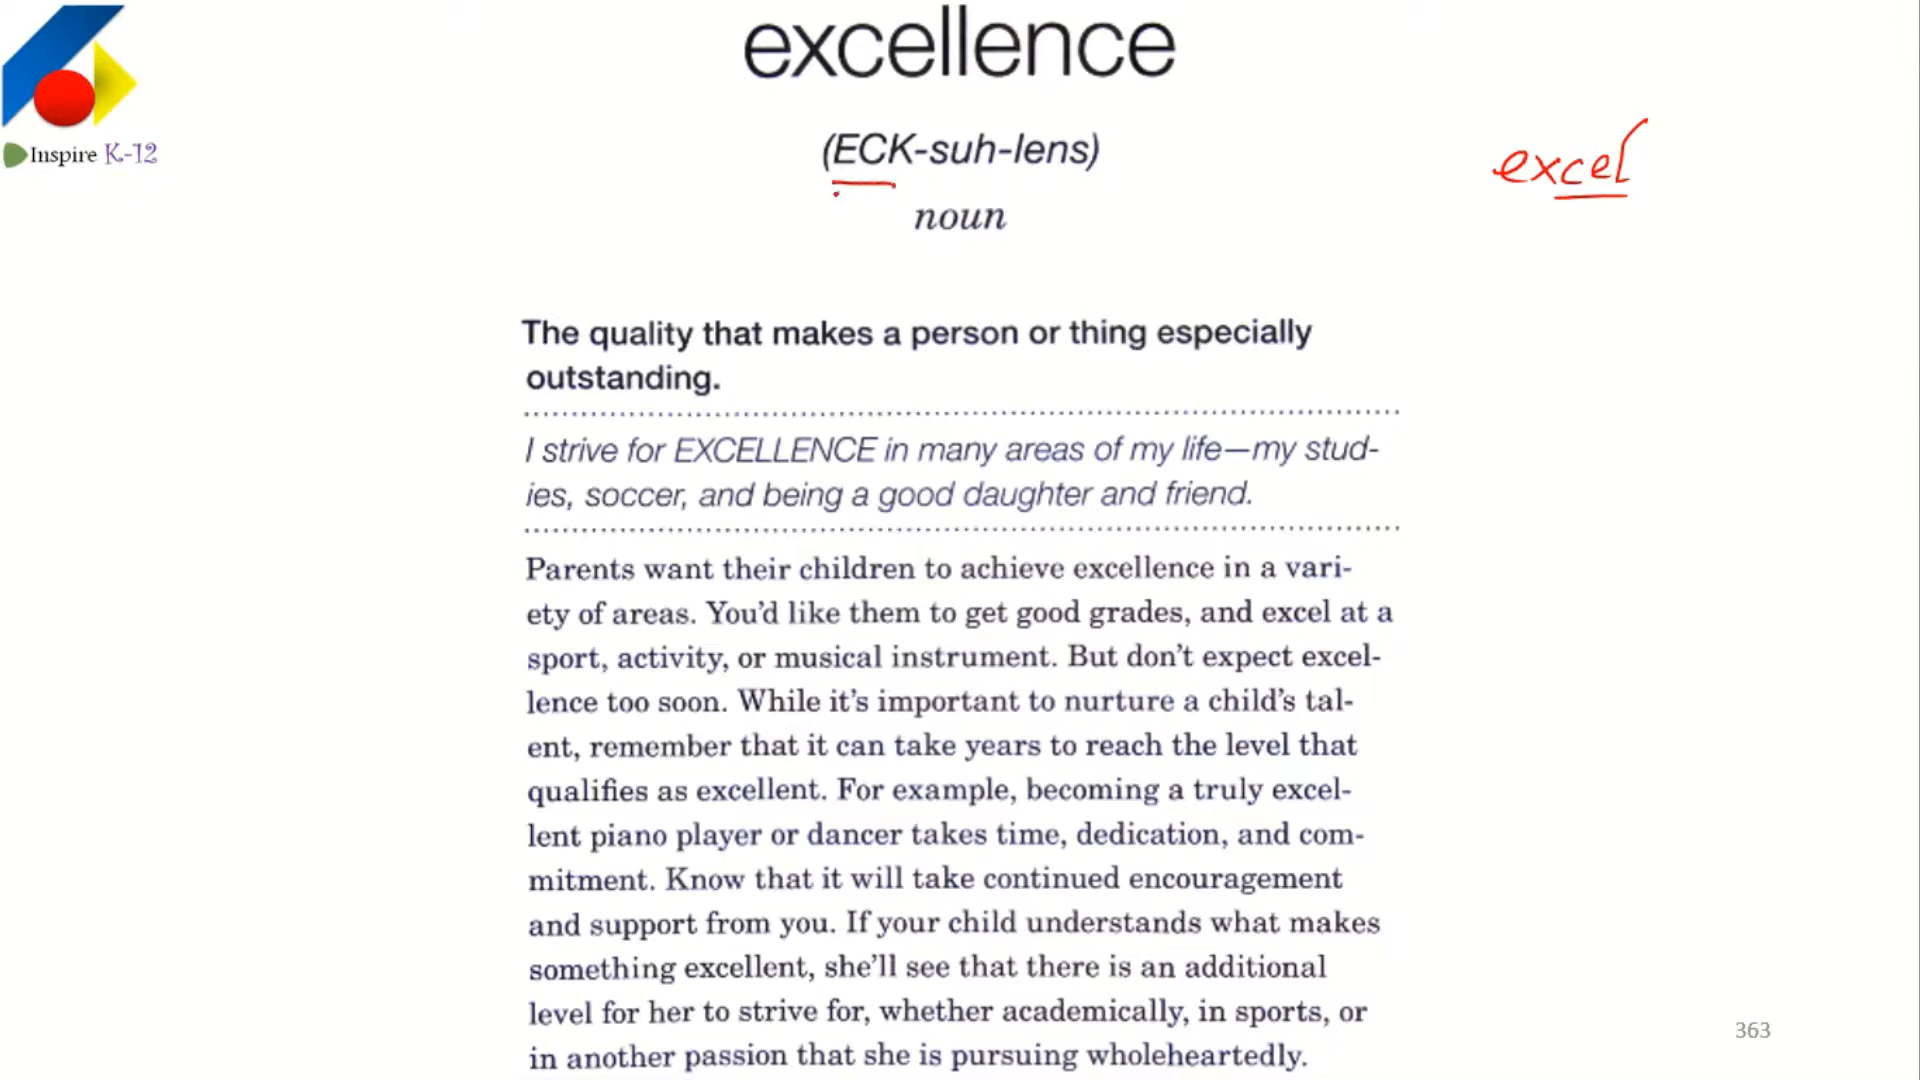 excellence
Inspire K-12
(ECK-suh-lens)
excel
noun
The quality that makes a person or thing especially
outstanding.
I strive for EXCELLENCE in many areas of my life—my stud-
ies, soccer, and being a good daughter and friend.
Parents want their children to achieve excellence in a vari-
ety of areas. You'd like them to get good grades, and excel at a
sport, activity, or musical instrument. But don't expect excel-
lence too soon. While it's important to nurture a child's tal-
ent, remember that it can take years to reach the level that
qualifies as excellent. For example, becoming a truly excel-
lent piano player or dancer takes time, dedication, and com-
mitment. Know that it will take continued encouragement
and support from you. If your child understands what makes
something excellent, she'll see that there is an additional
level for her to strive for, whether academically, in sports, or
in another passion that she is pursuing wholeheartedly.
363